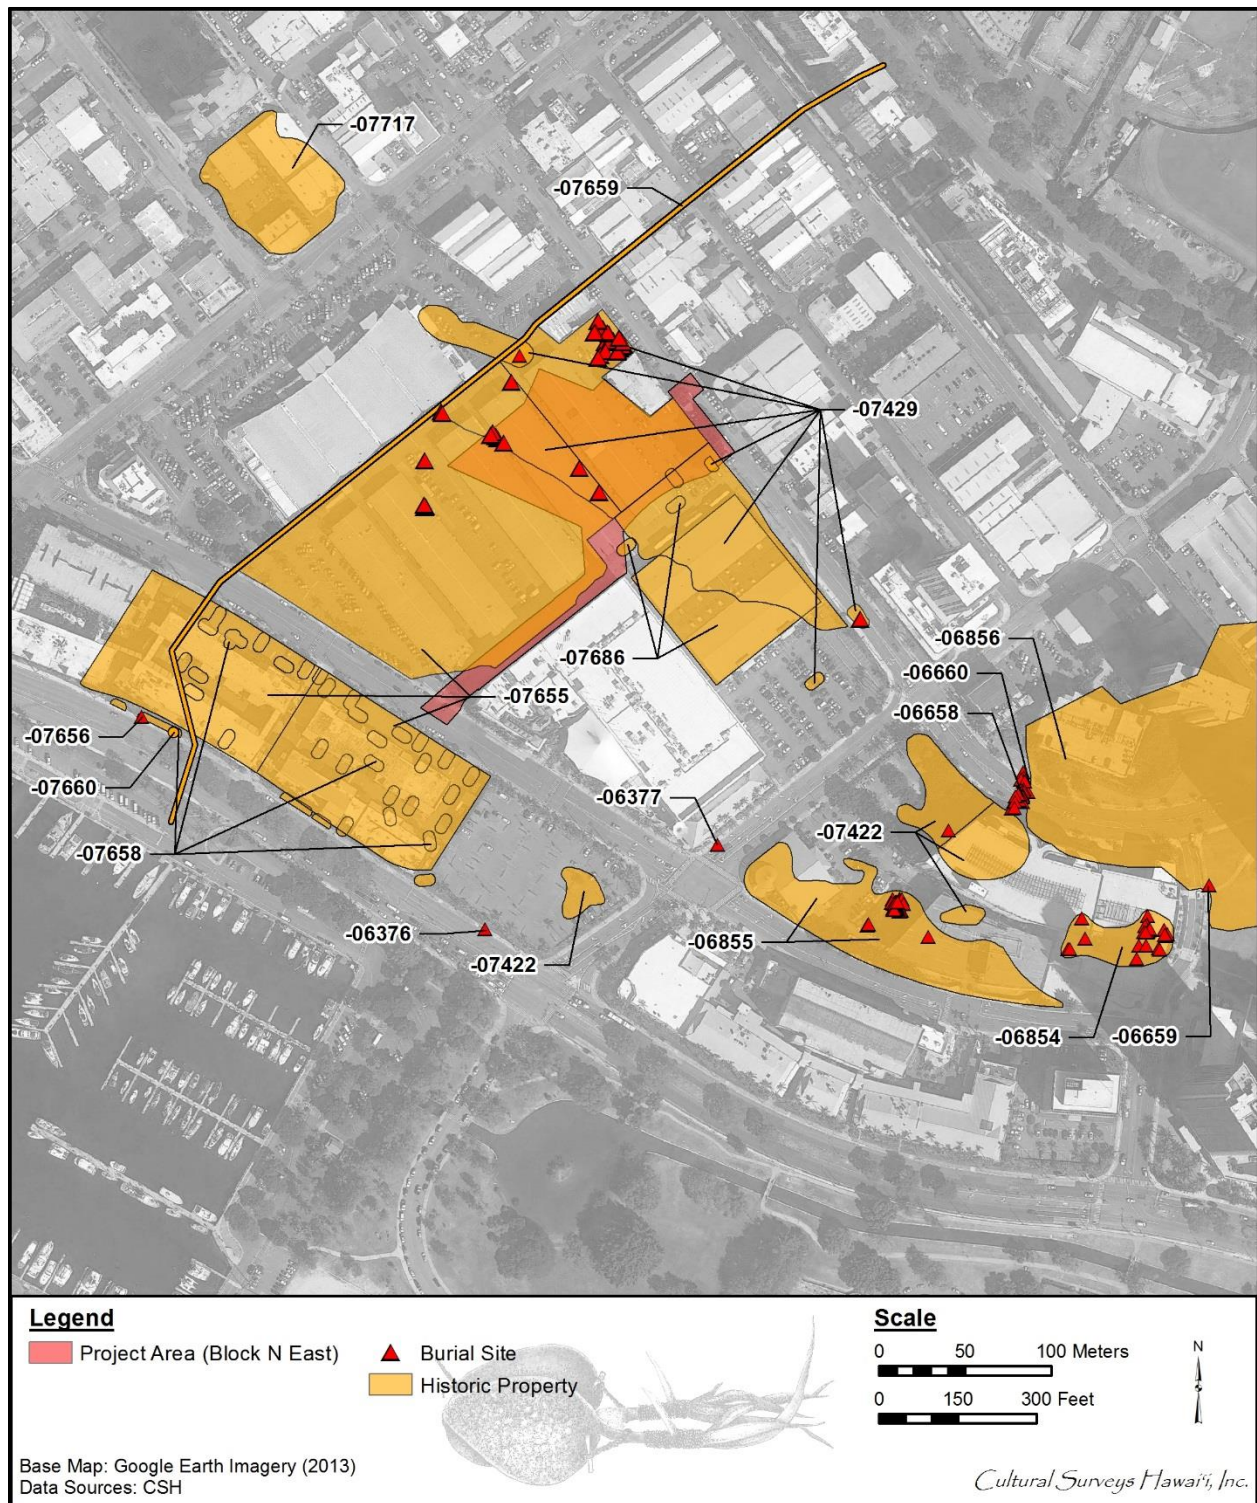 -07717
-07659
-07429
-06856
-07686
-06660
-07655
-06658
-07656
-07660
-06377
-07422
-07658
-06376
-06855
-07422
-06854
-06659
Legend
Project Area (Block N East)
Burial Site
Historic Property
Scale
0 50 100 Meters
0 150 300 Feet
N
Base Map: Google Earth Imagery (2013)
Data Sources: CSH
Cultural Surveys Hawai‘i, Inc.